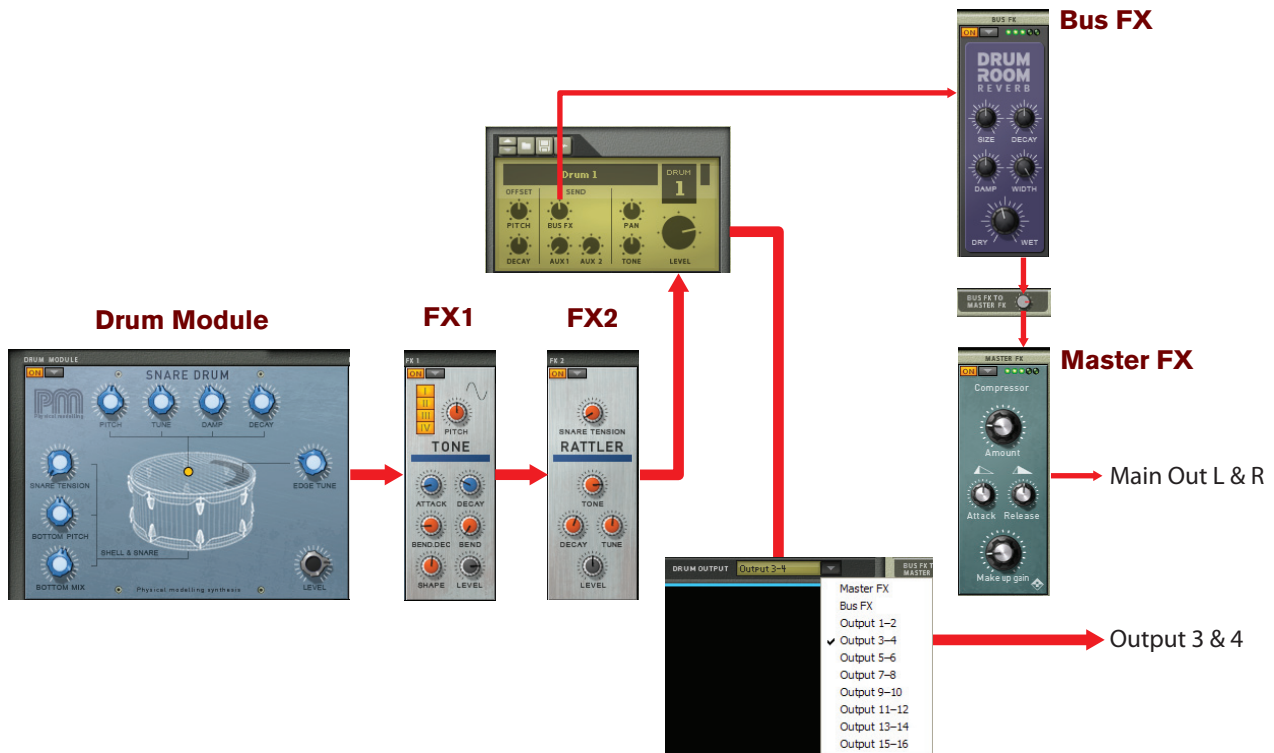 Bus FX
BUS FX
ON
DRUM
ROOM
REVERB
SIZE DECAY
DAMP WIDTH
DRY WET
Drum 1
DRUM
1
OFFSET SEND
PITCH BUS FX PAN
DECAY AUX 1 AUX 2 TONE LEVEL
BUS FX TO
MASTER FX
Drum Module
DRUM MODULE
ON
SNARE DRUM
PM
Physical modelling
PITCH TUNE DAMP DECAY
SNARE TENSION
EDGE TUNE
BOTTOM PITCH
SHELL & SNARE
BOTTOM MIX
LEVEL
Physical modelling synthesis
FX1
FX 1
ON
I
II
III
IV
PITCH
TONE
ATTACK DECAY
BEND.DEC BEND
SHAPE LEVEL
FX2
FX 2
ON
SNARE TENSION
RATTLER
TONE
DECAY TUNE
LEVEL
Master FX
MASTER FX
ON
Compressor
Amount
Attack Release
Make up gain
Main Out L & R
DRUM OUTPUT Output 3–4
BUS FX T
MASTER
Master FX
Bus FX
Output 1–2
✓ Output 3–4
Output 5–6
Output 7–8
Output 9–10
Output 11–12
Output 13–14
Output 15–16
Output 3 & 4